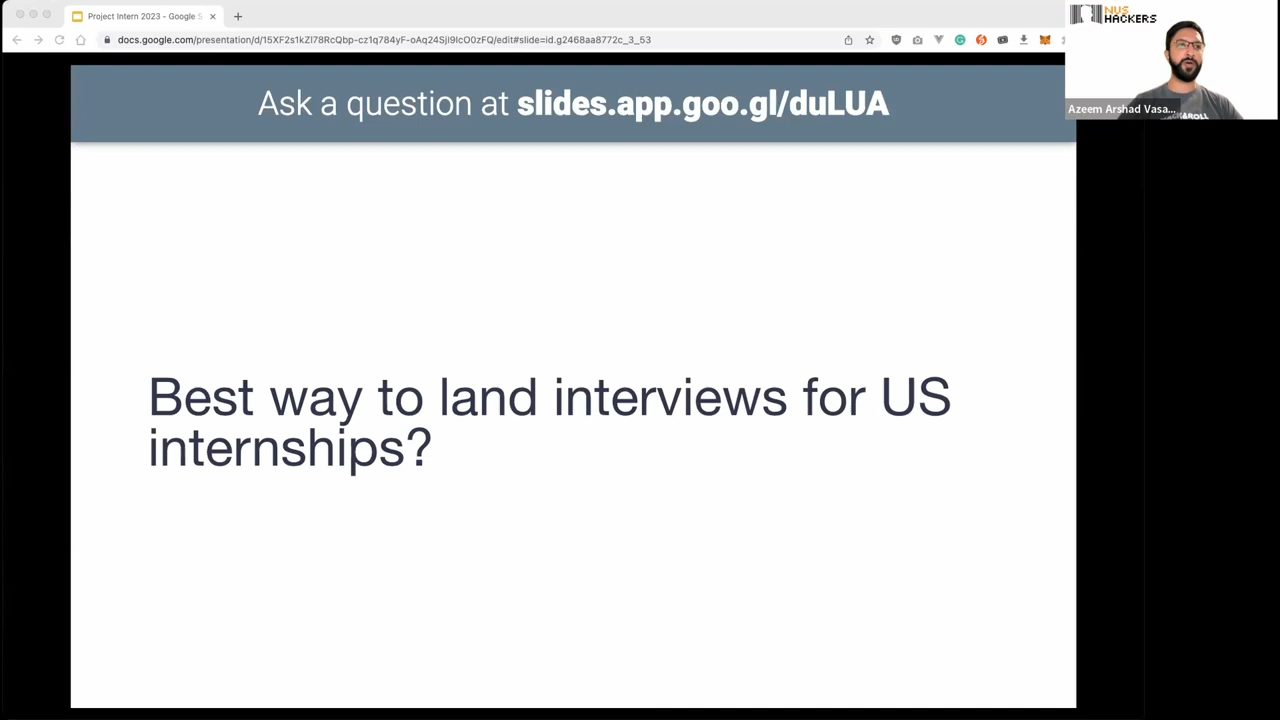 Project Intern 2023 - Google S
docs.google.com/presentation/d/15XF2s1kZl78RcQbp-cz1q784yF-oAq24SjI9IcO0zFQ/edit#slide=id.g2468aa8772c_3_53
NUS
HACKERS
Azeem Arshad Vasa...
Ask a question at slides.app.goo.gl/duLUA
Best way to land interviews for US
internships?